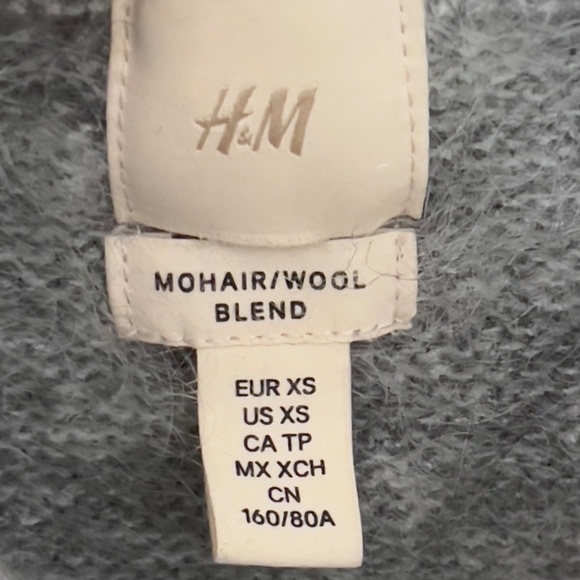 H&M
MOHAIR/WOOL
BLEND
EUR XS
US XS
CA TP
MX XCH
CN
160/80A